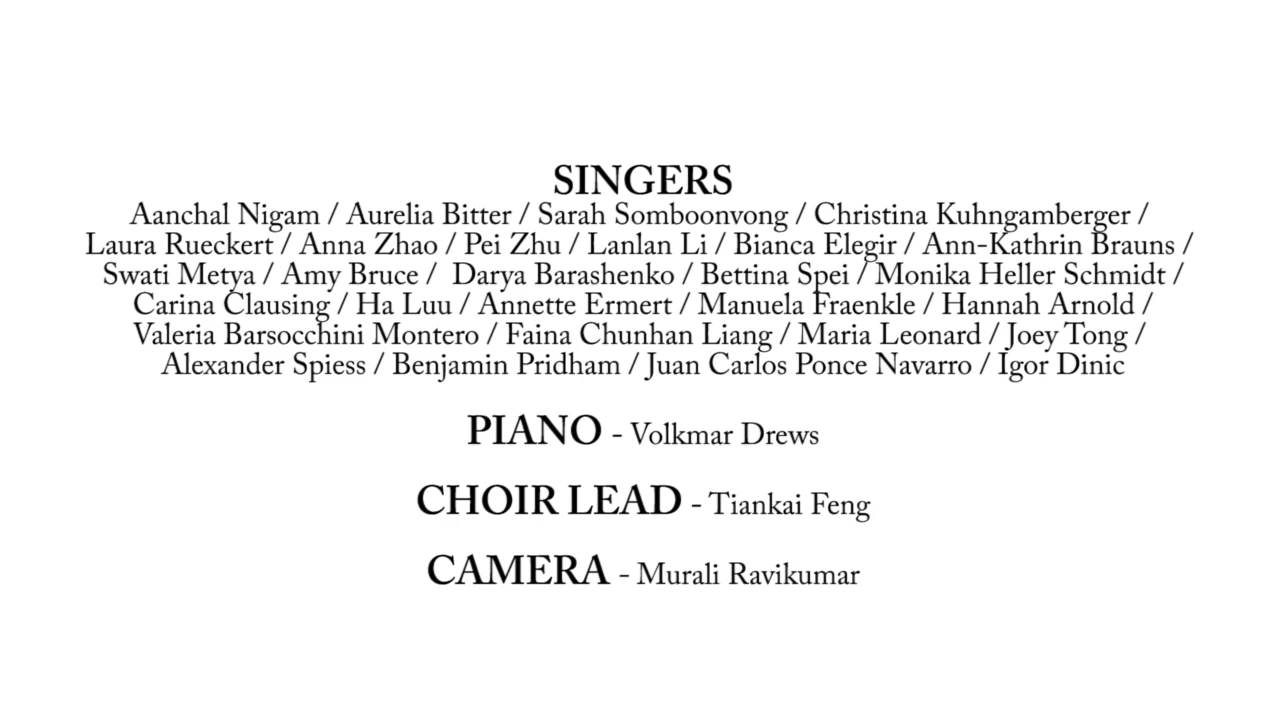 SINGERS
Aanchal Nigam / Aurelia Bitter / Sarah Somboonvong / Christina Kuhngamberger /
Laura Rueckert / Anna Zhao / Pei Zhu / Lanlan Li / Bianca Elegir / Ann-Kathrin Brauns /
Swati Metya / Amy Bruce /  Darya Barashenko / Bettina Spei / Monika Heller Schmidt /
Carina Clausing / Ha Luu / Annette Ermert / Manuela Fraenkle / Hannah Arnold /
Valeria Barsocchini Montero / Faina Chunhan Liang / Maria Leonard / Joey Tong /
Alexander Spiess / Benjamin Pridham / Juan Carlos Ponce Navarro / Igor Dinic
PIANO - Volkmar Drews
CHOIR LEAD - Tiankai Feng
CAMERA - Murali Ravikumar